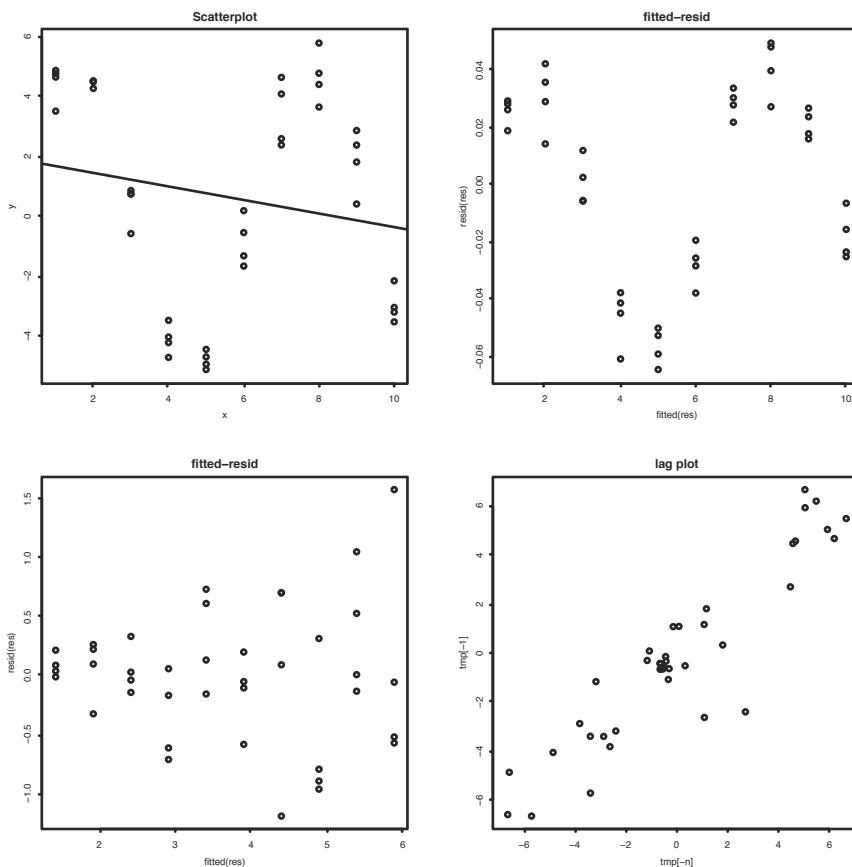 Scatterplot
6
4
2
0
−2
−4
y
2 4 6 8 10
x
fitted−resid
0.04
0.02
0.00
−0.02
−0.04
−0.06
resid(res)
2 4 6 8 10
fitted(res)
fitted−resid
1.5
1.0
0.5
0.0
−0.5
−1.0
resid(res)
2 3 4 5 6
fitted(res)
lag plot
6
4
2
0
−2
−4
−6
tmp[−1]
−6 −4 −2 0 2 4 6
tmp[−n]